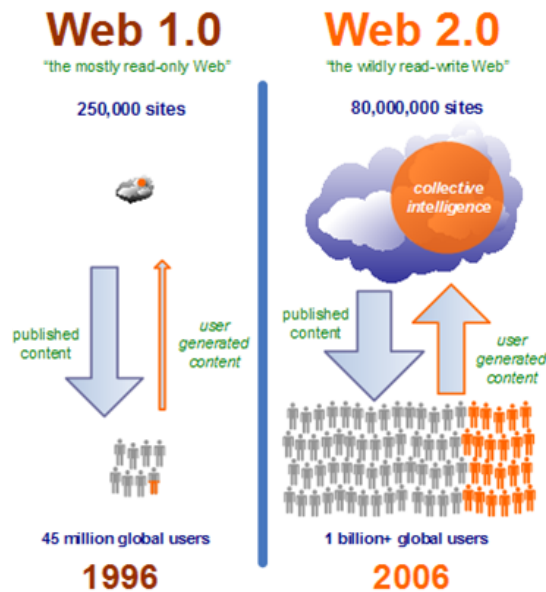 Web 1.0
"the mostly read-only Web"
250,000 sites
published
content
user
generated
content
45 million global users
1996
Web 2.0
"the wildly read-write Web"
80,000,000 sites
collective
intelligence
published
content
user
generated
content
1 billion+ global users
2006